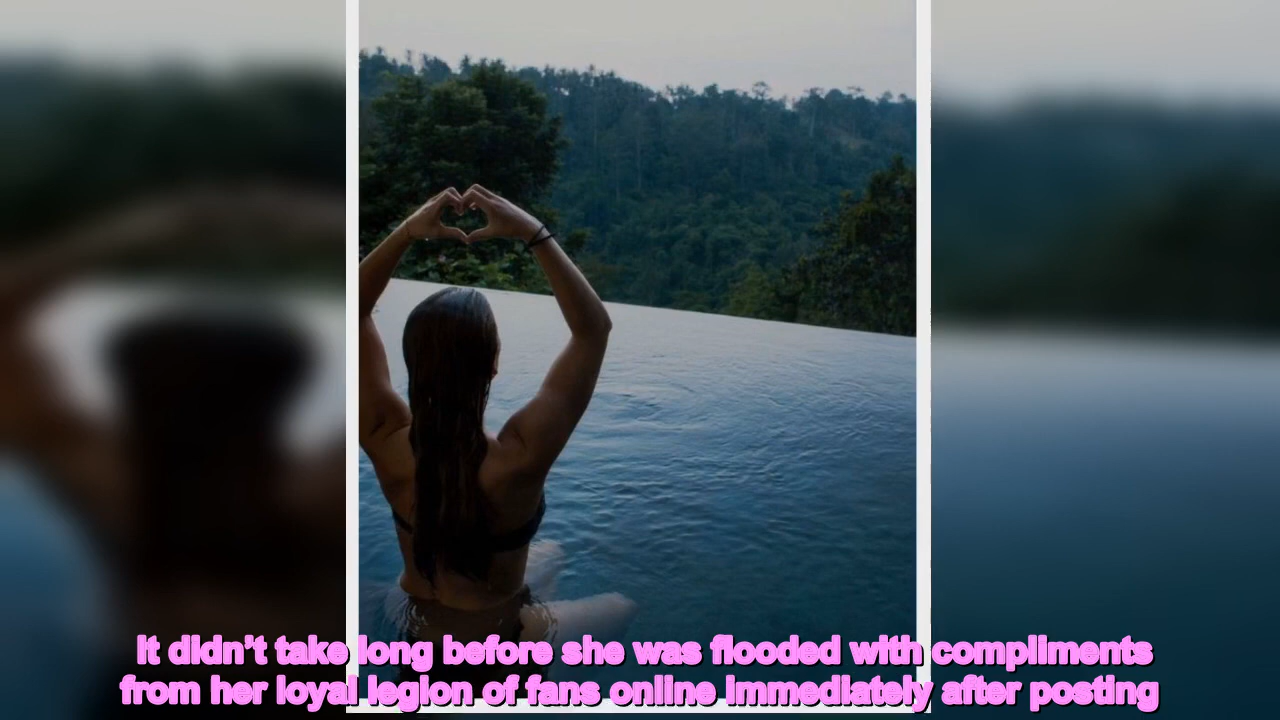 It didn't take long before she was flooded with compliments
from her loyal legion of fans online immediately after posting